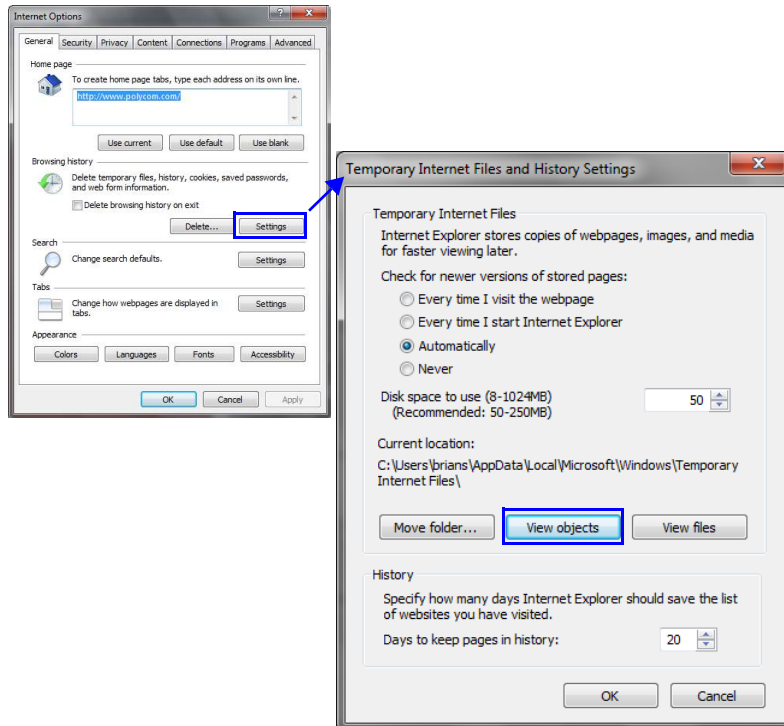 Internet Options
General Security Privacy Content Connections Programs Advanced
Home page
To create home page tabs, type each address on its own line.
http://www.polycom.com/
Use current Use default Use blank
Browsing history
Delete temporary files, history, cookies, saved passwords,
and web form information.
Delete browsing history on exit
Delete... Settings
Search
Change search defaults. Settings
Tabs
Change how webpages are displayed in
tabs.
Settings
Appearance
Colors Languages Fonts Accessibility
OK Cancel Apply
Temporary Internet Files and History Settings
Temporary Internet Files
Internet Explorer stores copies of webpages, images, and media
for faster viewing later.
Check for newer versions of stored pages:
Every time I visit the webpage
Every time I start Internet Explorer
Automatically
Never
Disk space to use (8-1024MB) 50
(Recommended: 50-250MB)
Current location:
C:\Users\brians\AppData\Local\Microsoft\Windows\Temporary
Internet Files\
Move folder... View objects View files
History
Specify how many days Internet Explorer should save the list
of websites you have visited.
Days to keep pages in history: 20
OK Cancel